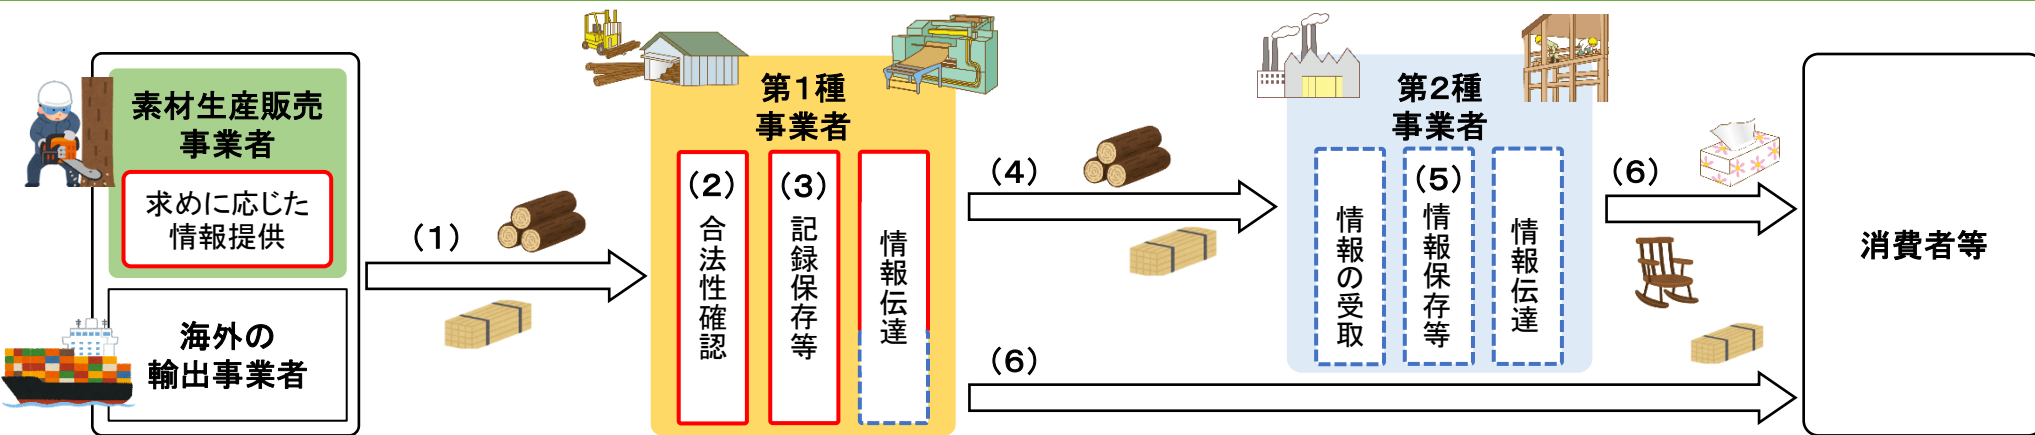 素材生産販売
事業者
求めに応じた
情報提供
海外の
輸出事業者
(1)
第1種
事業者
(2)
合法性確認
(3)
記録保存等
情報伝達
(4)
(6)
第2種
事業者
情報の受取
(5)
情報保存等
情報伝達
(6)
消費者等